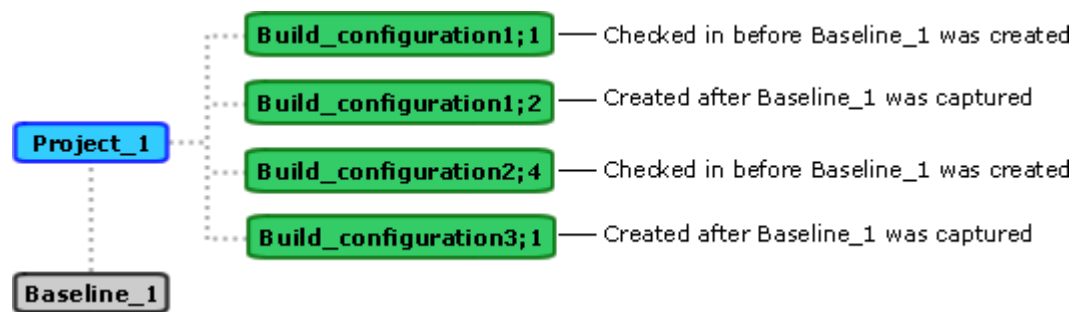 Build_configuration1;1 Checked in before Baseline_1 was created
Build_configuration1;2 Created after Baseline_1 was captured
Project_1
Build_configuration2;4 Checked in before Baseline_1 was created
Build_configuration3;1 Created after Baseline_1 was captured
Baseline_1